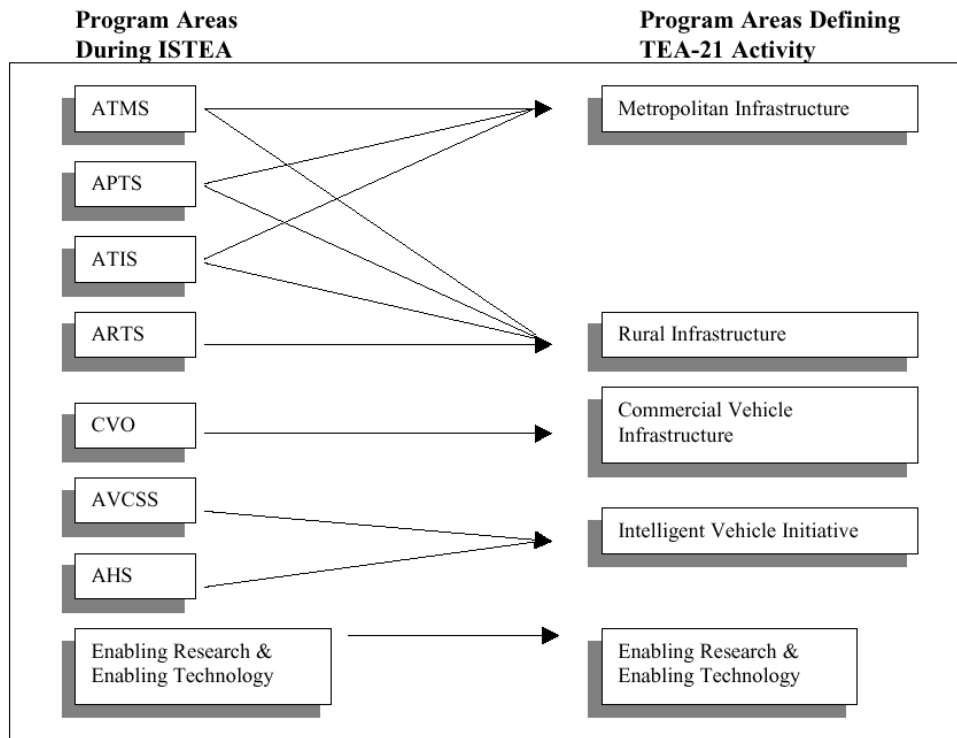 Program Areas
During ISTEA
Program Areas Defining
TEA-21 Activity
ATMS
Metropolitan Infrastructure
APTS
ATIS
ARTS
Rural Infrastructure
CVO
Commercial Vehicle
Infrastructure
AVCSS
Intelligent Vehicle Initiative
AHS
Enabling Research &
Enabling Technology
Enabling Research &
Enabling Technology